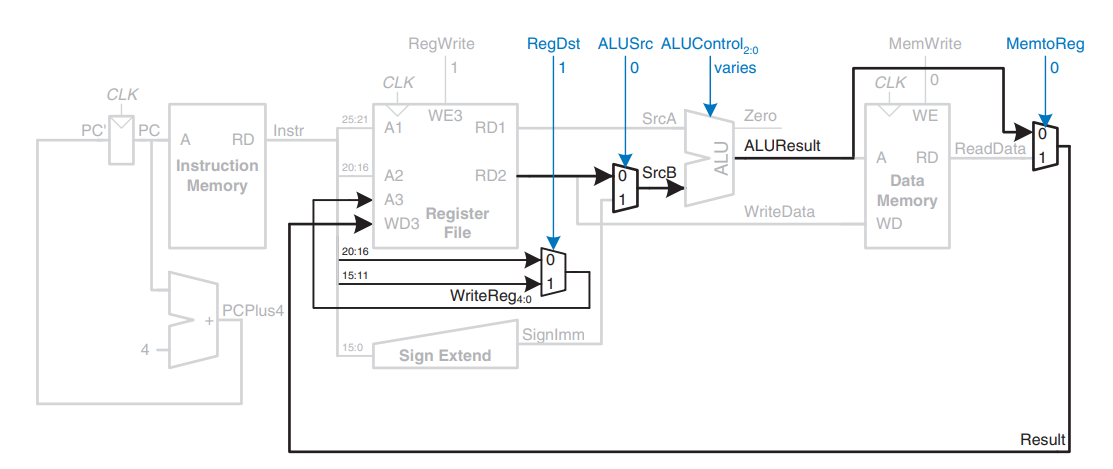 RegWrite RegDst ALUSrc ALUControl2:0 MemWrite MemtoReg
1 1 0 varies 0 0
CLK CLK CLK
PC' PC A RD Instr
Instruction
Memory
25:21 A1 WE3 RD1 SrcA Zero WE 0
20:16 A2 RD2 0 SrcB ALU ALUResult A RD ReadData 1
A3 1 Data
Memory
WD3 Register
File WriteData WD
20:16 0
15:11 1
WriteReg4:0
PCPlus4
+
4
15:0 Sign Extend SignImm
Result